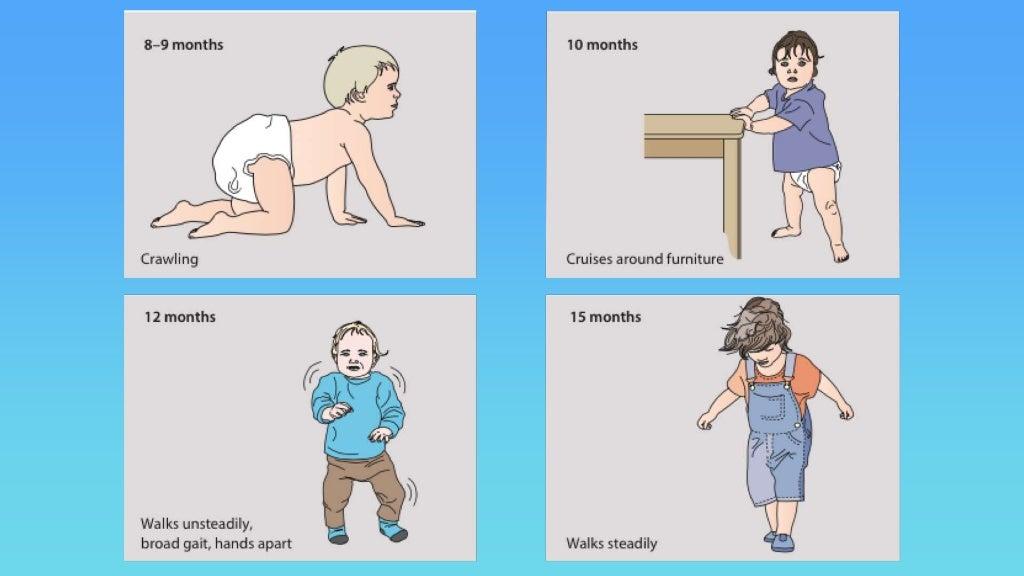 8–9 months
Crawling
10 months
Cruises around furniture
12 months
Walks unsteadily,
broad gait, hands apart
15 months
Walks steadily